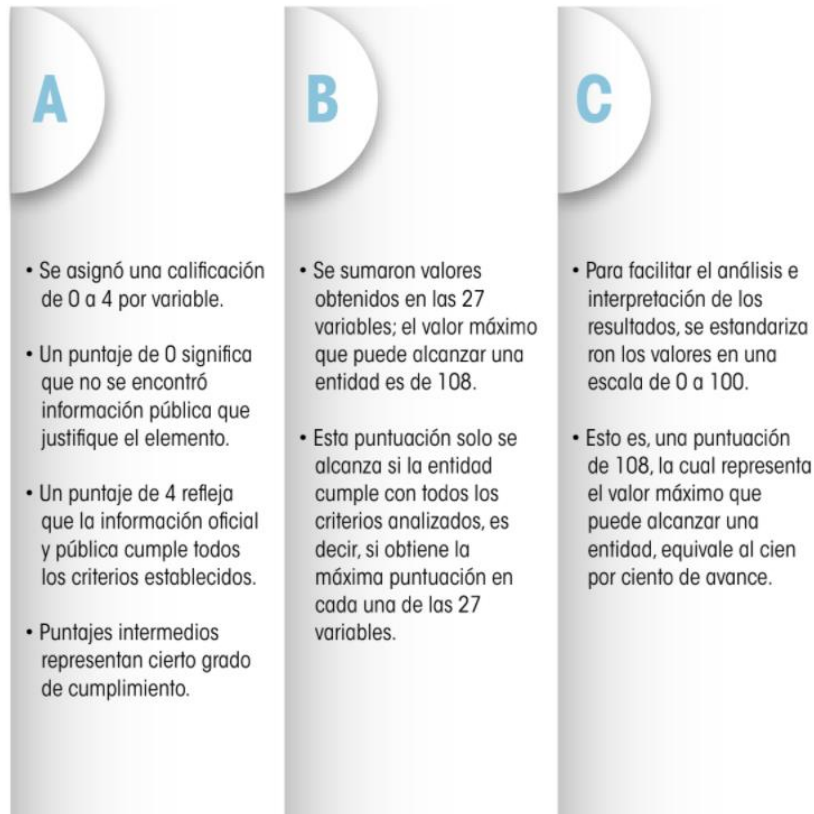 A
• Se asignó una calificación
de 0 a 4 por variable.
• Un puntaje de 0 significa
que no se encontró
información pública que
justifique el elemento.
• Un puntaje de 4 refleja
que la información oficial
y pública cumple todos
los criterios establecidos.
• Puntajes intermedios
representan cierto grado
de cumplimiento.
B
• Se sumaron valores
obtenidos en las 27
variables; el valor máximo
que puede alcanzar una
entidad es de 108.
• Esta puntuación solo se
alcanza si la entidad
cumple con todos los
criterios analizados, es
decir, si obtiene la
máxima puntuación en
cada una de las 27
variables.
C
• Para facilitar el análisis e
interpretación de los
resultados, se estandariza
ron los valores en una
escala de 0 a 100.
• Esto es, una puntuación
de 108, la cual representa
el valor máximo que
puede alcanzar una
entidad, equivale al cien
por ciento de avance.